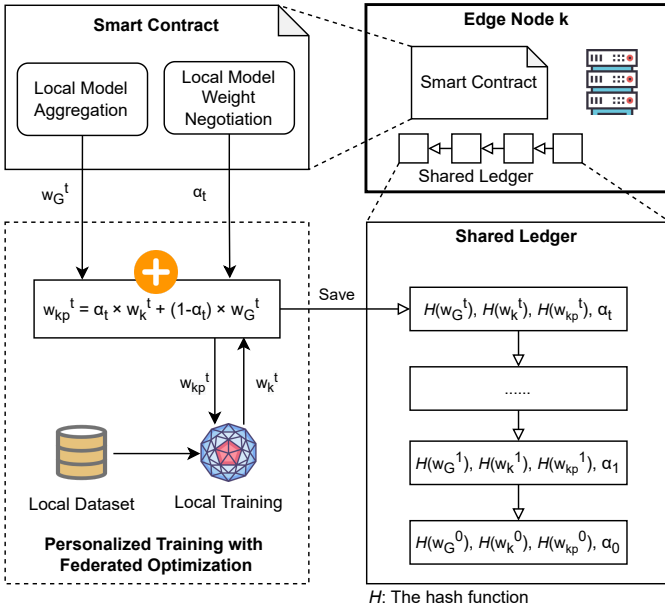 Smart Contract
Local Model
Aggregation
Local Model
Weight
Negotiation
w_G^t
α_t
Edge Node k
Smart Contract
Shared Ledger
w_kp^t = α_t × w_k^t + (1-α_t) × w_G^t
Save
w_kp^t
w_k^t
Local Dataset
Local Training
Personalized Training with
Federated Optimization
Shared Ledger
H(w_G^t), H(w_k^t), H(w_kp^t), α_t
......
H(w_G^1), H(w_k^1), H(w_kp^1), α_1
H(w_G^0), H(w_k^0), H(w_kp^0), α_0
H: The hash function